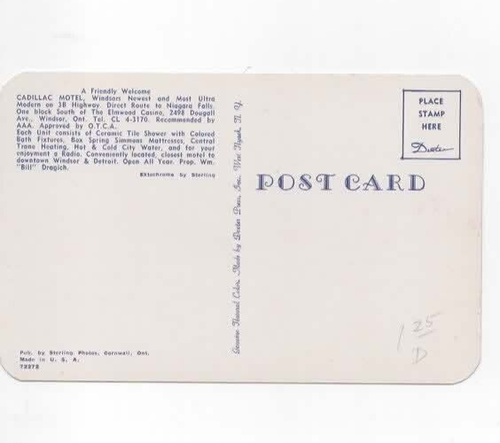 A Friendly Welcome
CADILLAC MOTEL, Windsors Newest and Most Ultra
Modern on 3B Highway. Direct Route to Niagara Falls.
One block South of The Elmwood Casino, 2498 Dougall
Ave., Windsor, Ont. Tel. CL 4-3170. Recommended by
AAA. Approved by O.T.C.A.
Each Unit consists of Ceramic Tile Shower with Colored
Bath Fixtures, Box Spring Simmons Mattresses, Central
Trane Heating, Hot & Cold City Water, and for your
enjoyment a Radio. Conveniently located, closest motel to
downtown Windsor & Detroit. Open All Year. Prop. Wm.
"Bill" Dragich.
Ektachrome by Sterling
Pub. by Sterling Photos, Cornwall, Ont.
Made in U. S. A.
72273
Genuine Natural Color, Made by Dexter Press, Inc. West Nyack, N. Y.
POST CARD
PLACE
STAMP
HERE
Dexter
1 25
D